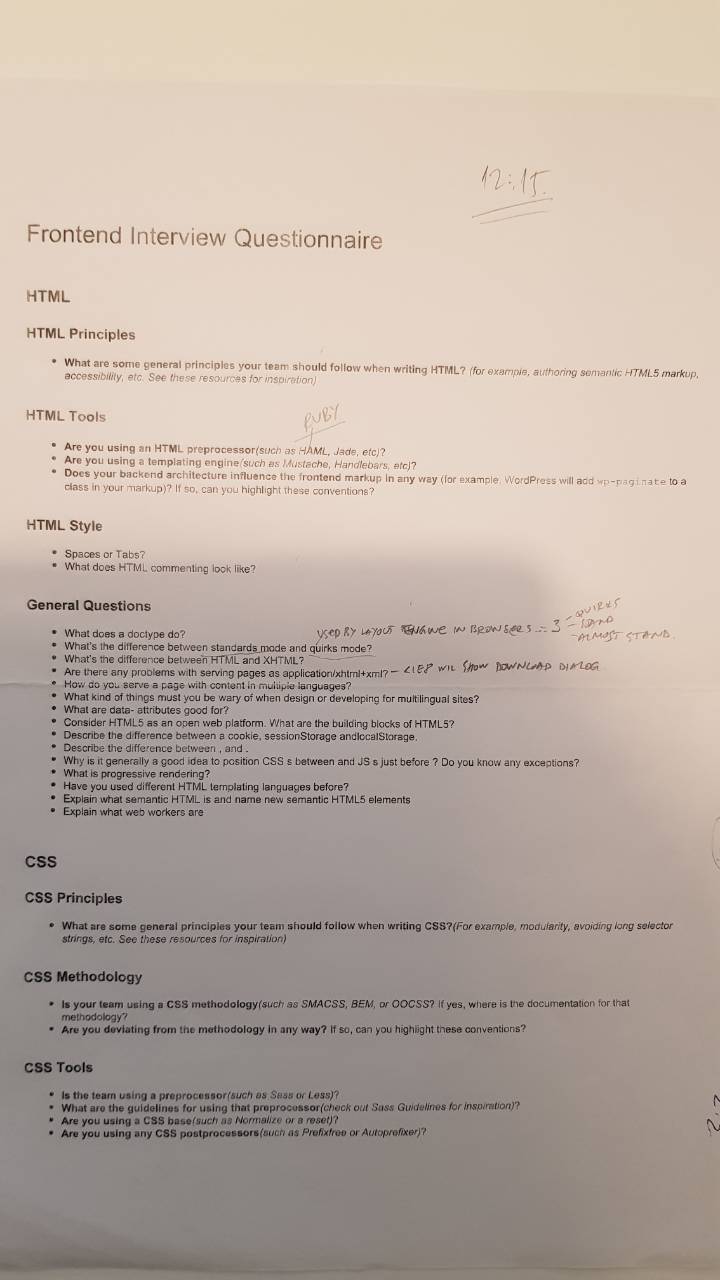 12:15
Frontend Interview Questionnaire
HTML
HTML Principles
• What are some general principles your team should follow when writing HTML? (for example, authoring semantic HTML5 markup,
accessibility, etc. See these resources for inspiration)
HTML Tools
RUBY
• Are you using an HTML preprocessor(such as HAML, Jade, etc)?
• Are you using a templating engine(such as Mustache, Handlebars, etc)?
• Does your backend architecture influence the frontend markup in any way (for example, WordPress will add wp-paginate to a
class in your markup)? If so, can you highlight these conventions?
HTML Style
• Spaces or Tabs?
• What does HTML commenting look like?
General Questions
• What does a doctype do?
USED BY LAYOUT ENGINE IN BROWSERS = 3
- QUIRKS
- STAND
- ALMOST STAND.
• What's the difference between standards mode and quirks mode?
• What's the difference between HTML and XHTML?
• Are there any problems with serving pages as application/xhtml+xml? - <IE8 WIL SHOW DOWNLOAD DIALOG
• How do you serve a page with content in multiple languages?
• What kind of things must you be wary of when design or developing for multilingual sites?
• What are data- attributes good for?
• Consider HTML5 as an open web platform. What are the building blocks of HTML5?
• Describe the difference between a cookie, sessionStorage andlocalStorage.
• Describe the difference between , and .
• Why is it generally a good idea to position CSS s between and JS s just before ? Do you know any exceptions?
• What is progressive rendering?
• Have you used different HTML templating languages before?
• Explain what semantic HTML is and name new semantic HTML5 elements
• Explain what web workers are
CSS
CSS Principles
• What are some general principles your team should follow when writing CSS?(For example, modularity, avoiding long selector
strings, etc. See these resources for inspiration)
CSS Methodology
• Is your team using a CSS methodology(such as SMACSS, BEM, or OOCSS? If yes, where is the documentation for that
methodology?
• Are you deviating from the methodology in any way? If so, can you highlight these conventions?
CSS Tools
• Is the team using a preprocessor(such as Sass or Less)?
• What are the guidelines for using that preprocessor(check out Sass Guidelines for inspiration)?
• Are you using a CSS base(such as Normalize or a reset)?
• Are you using any CSS postprocessors(such as Prefixfree or Autoprefixer)?